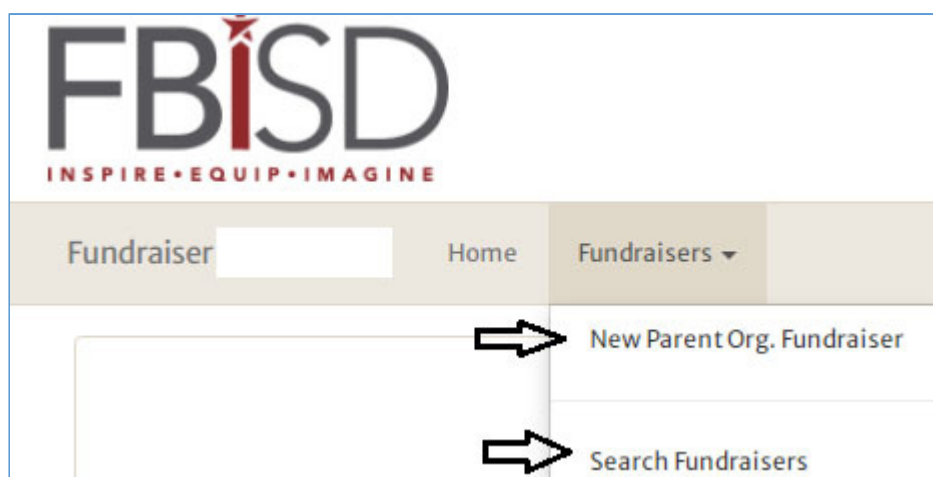 FBISD
INSPIRE•EQUIP•IMAGINE
Fundraiser Home Fundraisers
New Parent Org. Fundraiser
Search Fundraisers